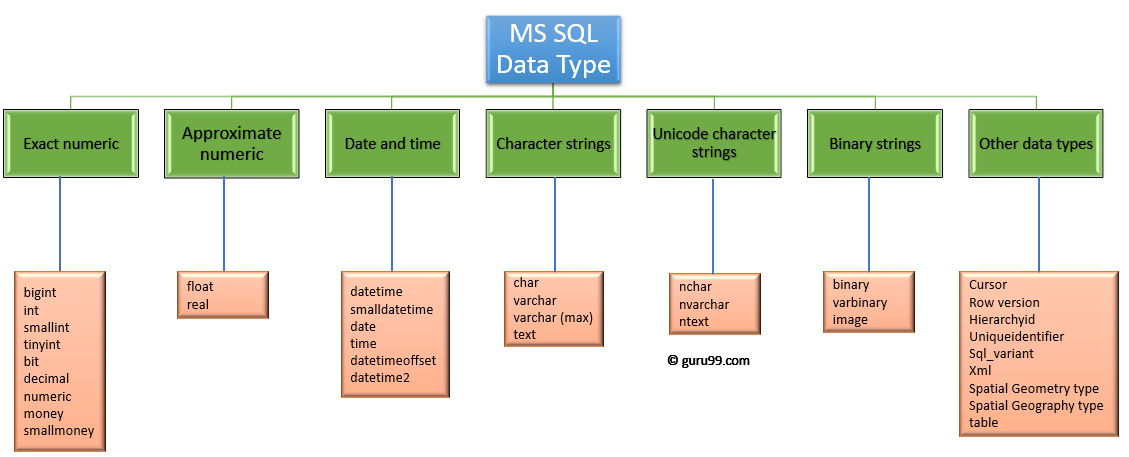 MS SQL
Data Type
Exact numeric
Approximate
numeric
Date and time
Character strings
Unicode character
strings
Binary strings
Other data types
bigint
int
smallint
tinyint
bit
decimal
numeric
money
smallmoney
float
real
datetime
smalldatetime
date
time
datetimeoffset
datetime2
char
varchar
varchar (max)
text
nchar
nvarchar
ntext
© guru99.com
binary
varbinary
image
Cursor
Row version
Hierarchyid
Uniqueidentifier
Sql_variant
Xml
Spatial Geometry type
Spatial Geography type
table